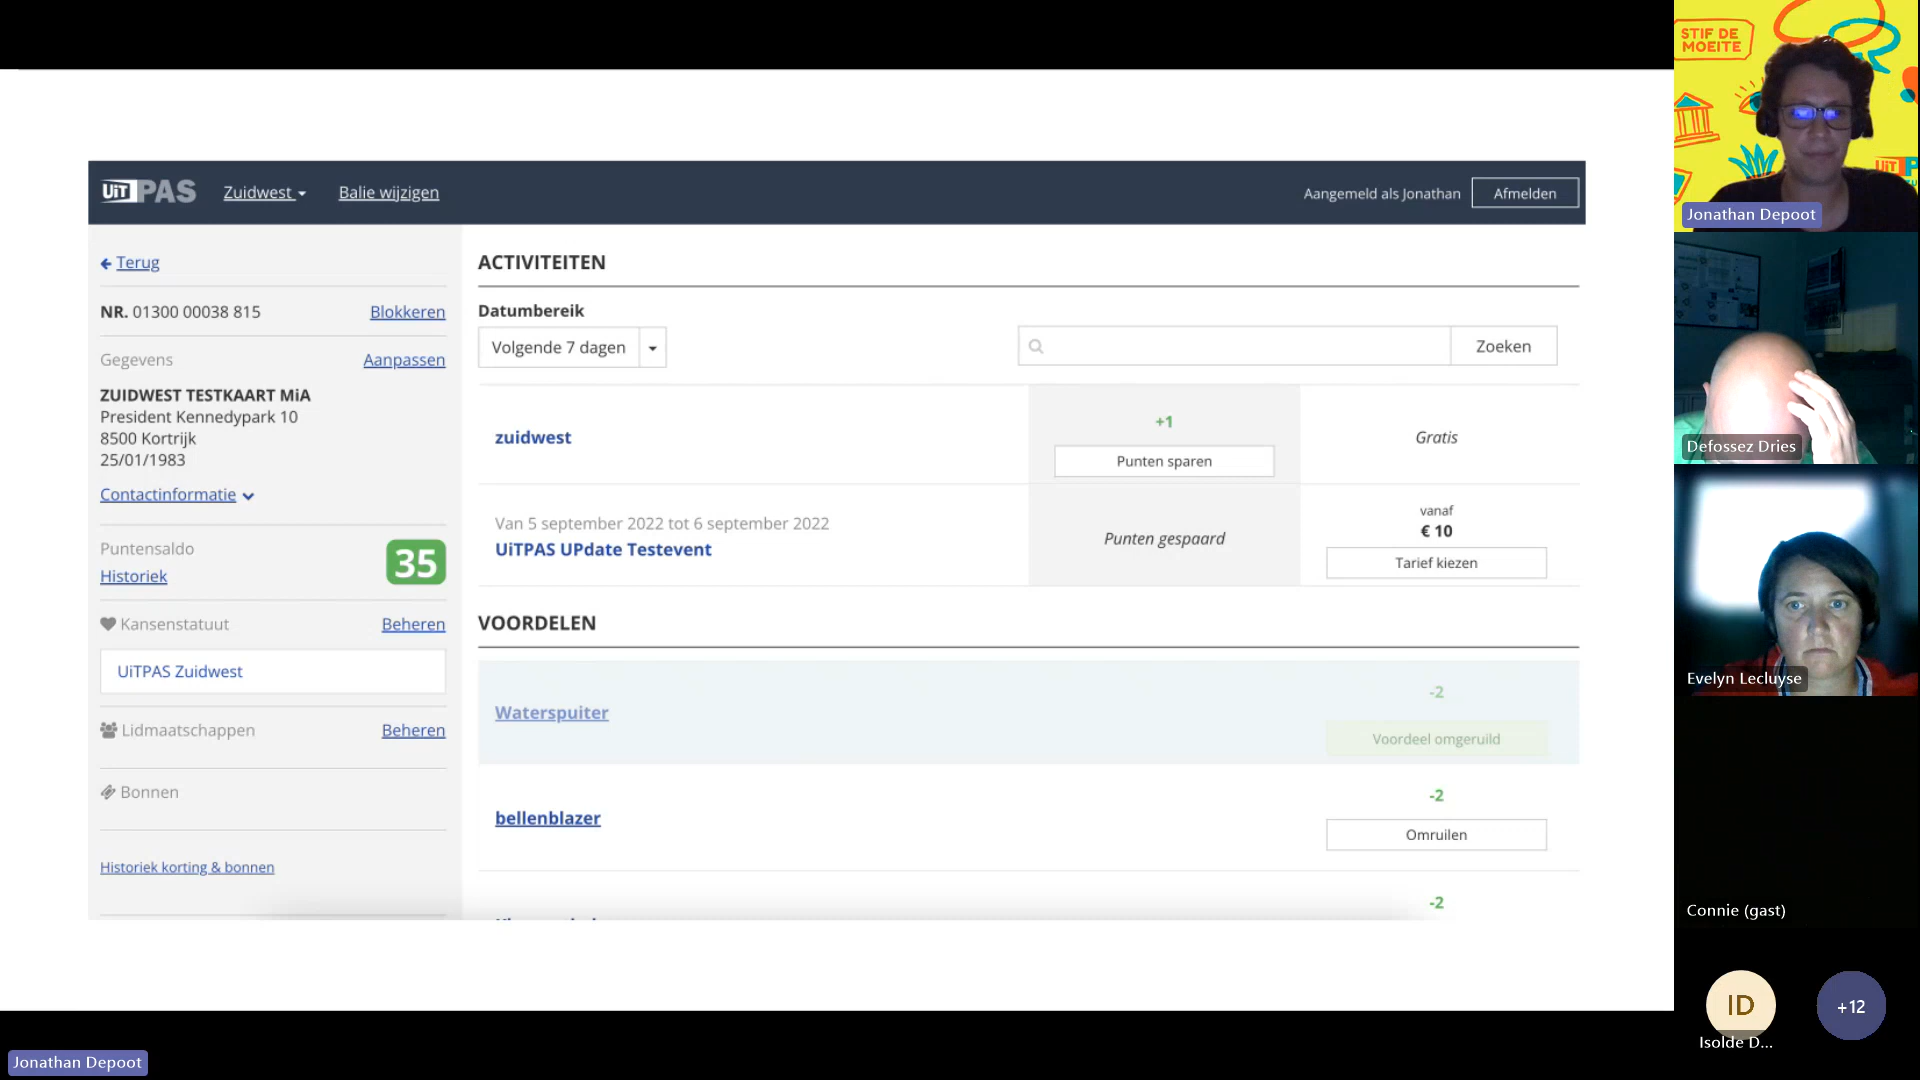 UiTPAS
Zuidwest
Balie wijzigen
Aangemeld als Jonathan
Afmelden
Terug
NR. 01300 00038 815
Blokkeren
Gegevens
Aanpassen
ZUIDWEST TESTKAART MiA
President Kennedypark 10
8500 Kortrijk
25/01/1983
Contactinformatie
Puntensaldo
Historiek
35
Kansenstatuut
Beheren
UiTPAS Zuidwest
Lidmaatschappen
Beheren
Bonnen
Historiek korting & bonnen
ACTIVITEITEN
Datumbereik
Volgende 7 dagen
Zoeken
zuidwest
+1
Punten sparen
Gratis
Van 5 september 2022 tot 6 september 2022
UiTPAS UPdate Testevent
Punten gespaard
vanaf
€ 10
Tarief kiezen
VOORDELEN
Waterspuiter
-2
Voordeel omgeruild
bellenblazer
-2
Omruilen
-2
STIF DE
MOEITE
Jonathan Depoot
Defossez Dries
Evelyn Lecluyse
Connie (gast)
ID
Isolde D...
+12
Jonathan Depoot